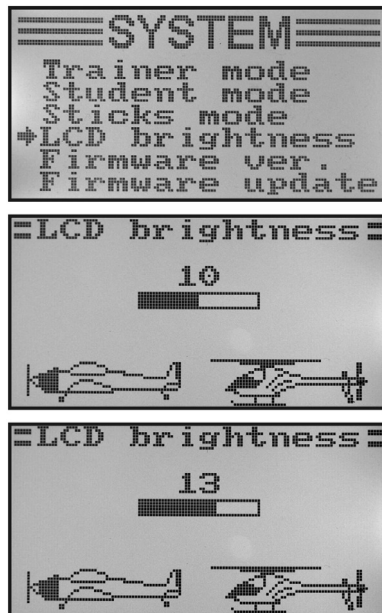 SYSTEM
Trainer mode
Student mode
Sticks mode
LCD brightness
Firmware ver.
Firmware update
LCD brightness
10
LCD brightness
13